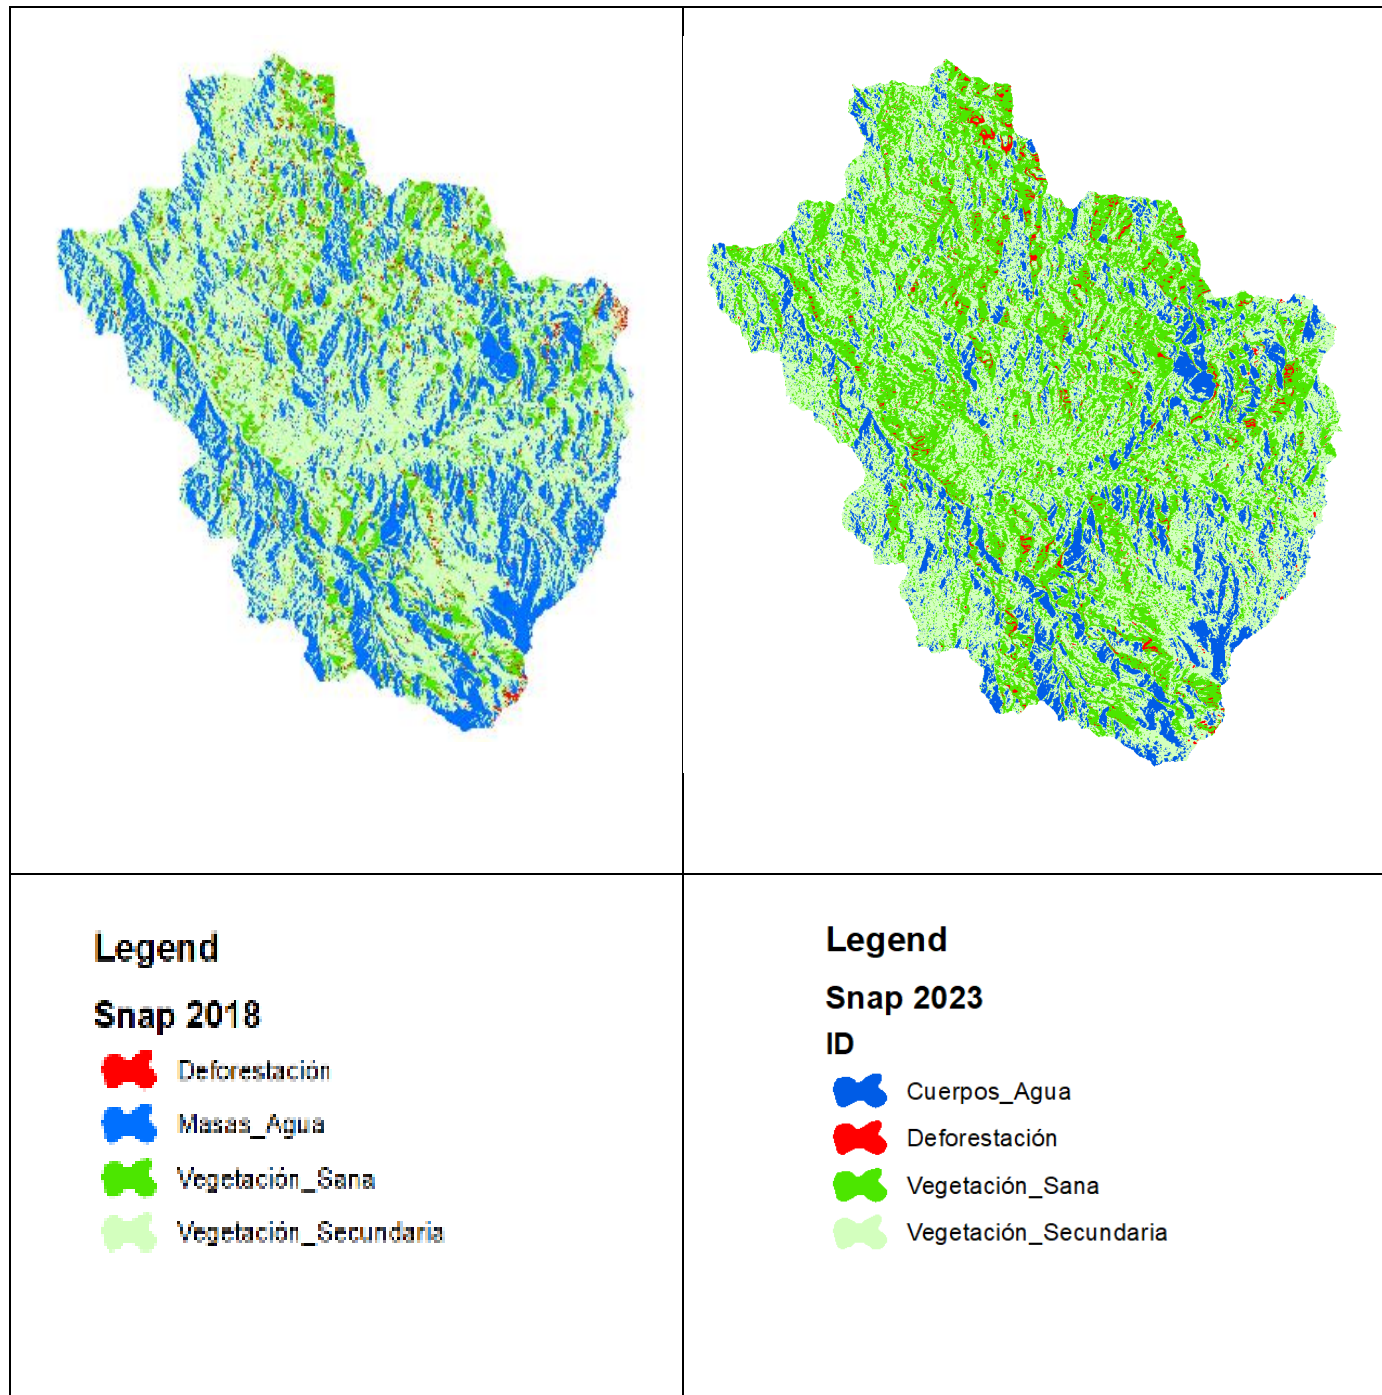 Legend
Snap 2018
Deforestación
Masas_Agua
Vegetación_Sana
Vegetación_Secundaria
Legend
Snap 2023
ID
Cuerpos_Agua
Deforestación
Vegetación_Sana
Vegetación_Secundaria